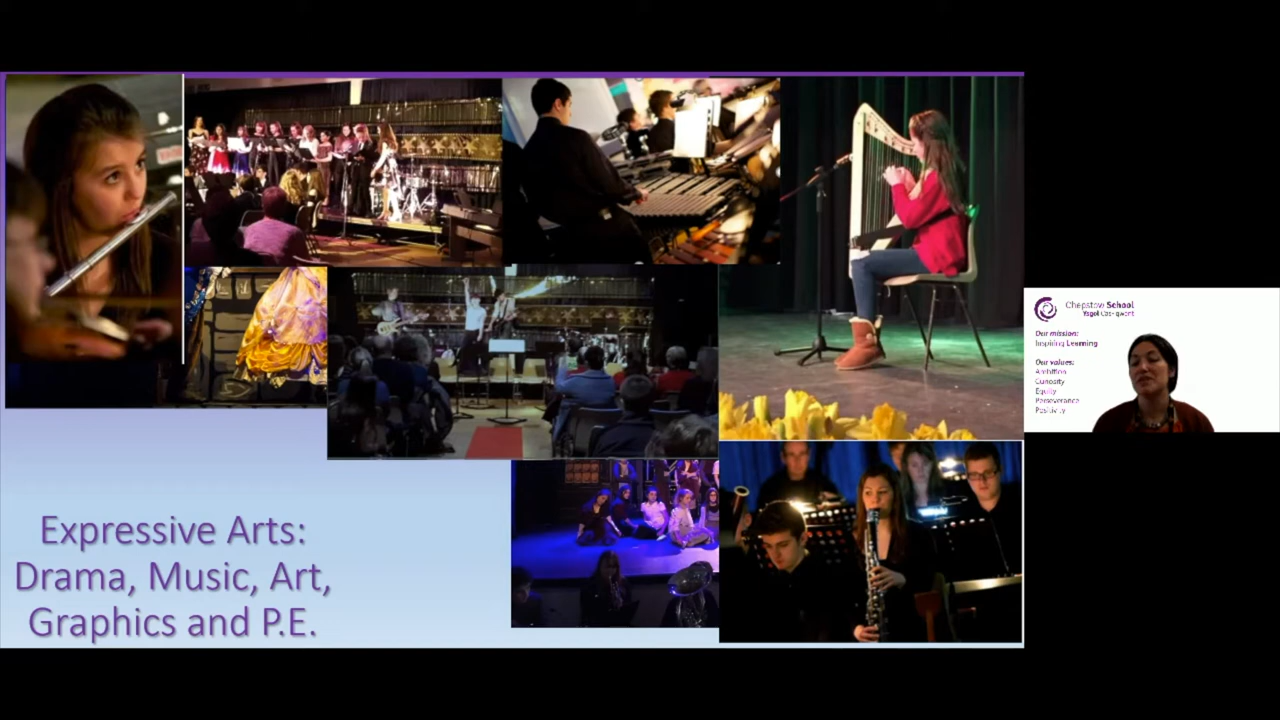 Expressive Arts:
Drama, Music, Art,
Graphics and P.E.
Chepstow School
Ysgol Cas-gwent
Our mission:
Inspiring Learning
Our values:
Ambition
Curiosity
Equity
Perseverance
Positivity